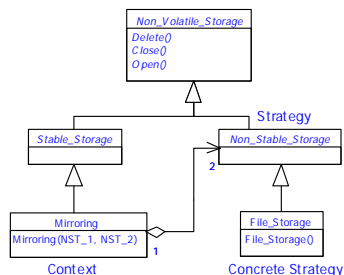 Non_Volatile_Storage
Delete()
Close()
Open()
Strategy
Stable_Storage
Non_Stable_Storage
2
Mirroring
Mirroring(NST_1, NST_2)
1
File_Storage
File_Storage()
Context
Concrete Strategy